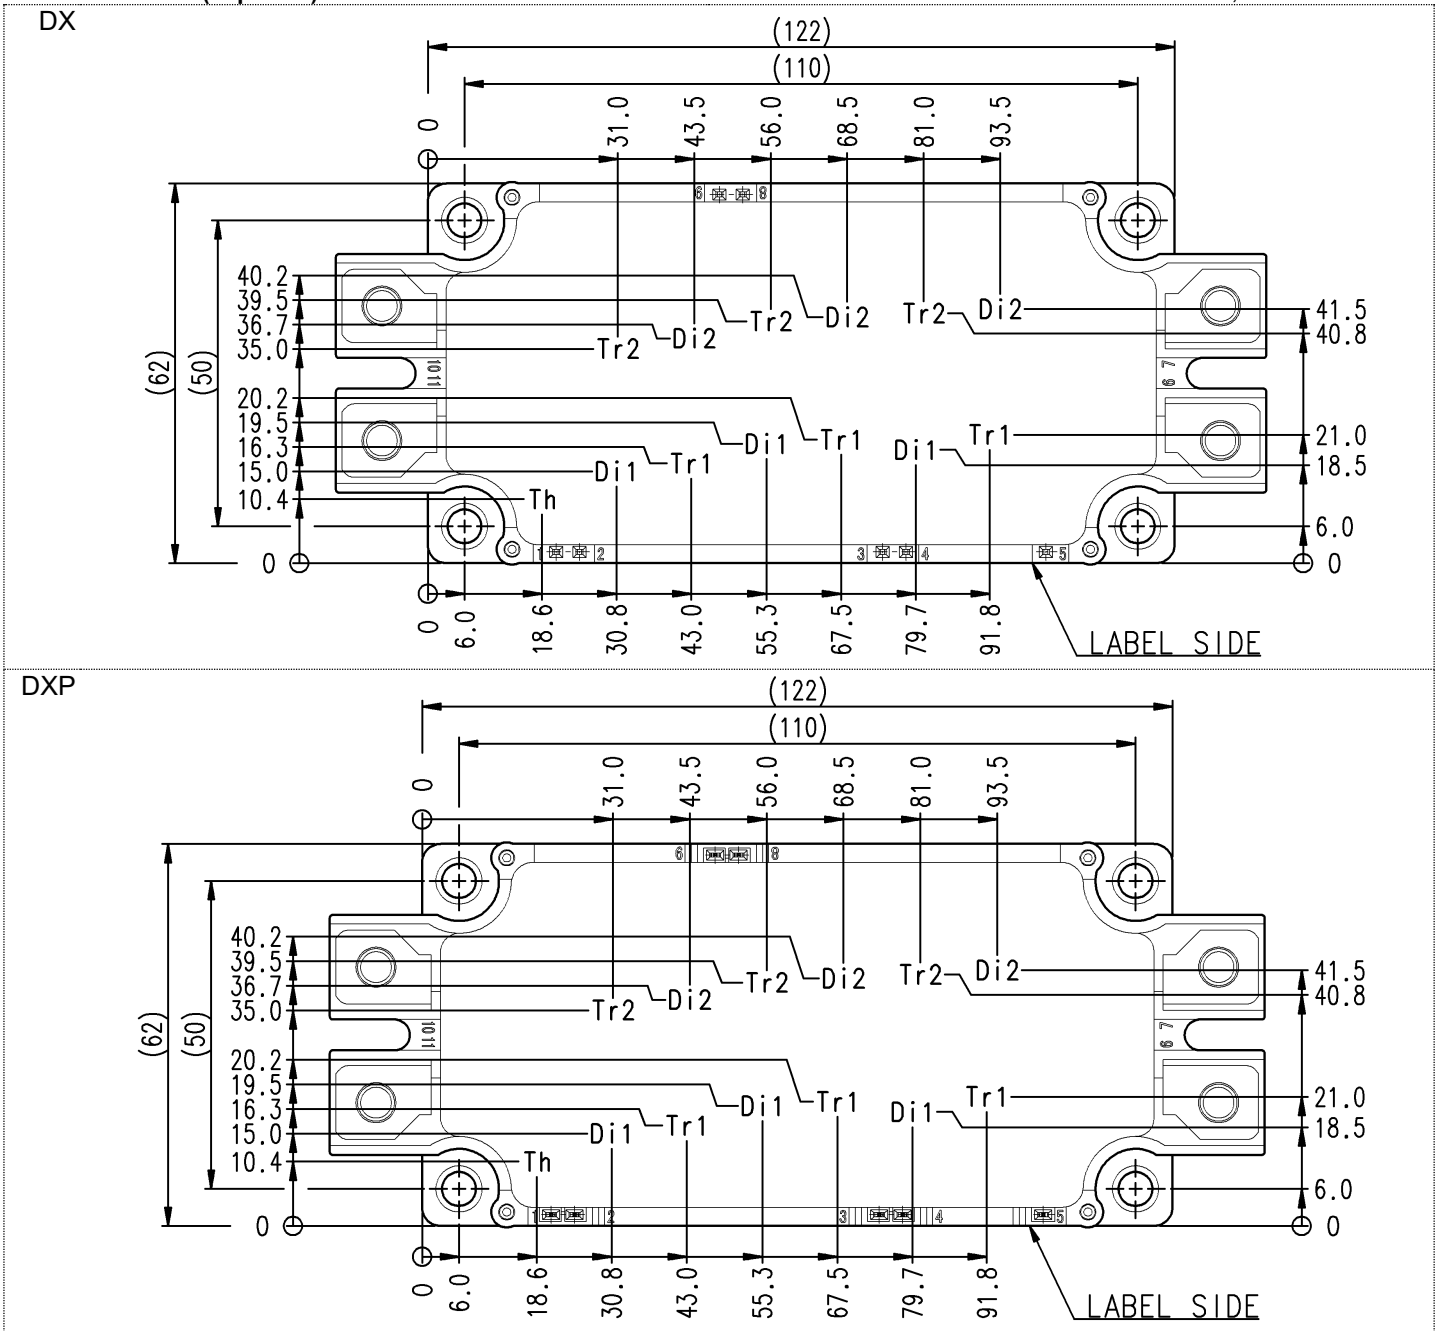 DX
(122)
(110)
0 31.0 43.5 56.0 68.5 81.0 93.5
6 8
40.2
39.5
36.7
35.0
Di2
Tr2 Di2 Tr2
Di2
Tr2
41.5
40.8
(62)
(50)
10 11
7 9
20.2
19.5
16.3
15.0
10.4
Tr1
Di1 Tr1
Di1
Tr1
Di1
Th
21.0
18.5
6.0
1 2 3 4 5
0 0
0 6.0 18.6 30.8 43.0 55.3 67.5 79.7 91.8
LABEL SIDE
DXP
(122)
(110)
0 31.0 43.5 56.0 68.5 81.0 93.5
6 8
40.2
39.5
36.7
35.0
Di2
Tr2 Di2 Tr2
Di2
Tr2
41.5
40.8
(62)
(50)
10 11
7 9
20.2
19.5
16.3
15.0
10.4
Tr1
Di1 Tr1
Di1
Tr1
Di1
Th
21.0
18.5
6.0
1 2 3 4 5
0 0
0 6.0 18.6 30.8 43.0 55.3 67.5 79.7 91.8
LABEL SIDE